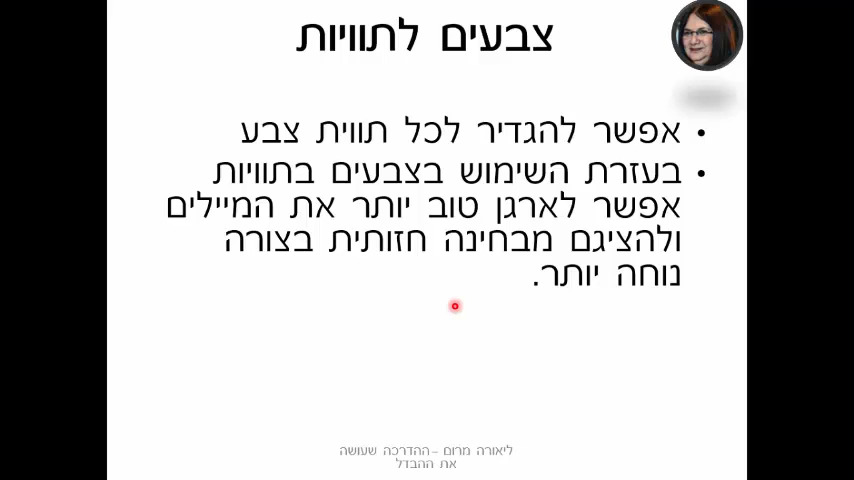 צבעים לתוויות
• אפשר להגדיר לכל תווית צבע
• בעזרת השימוש בצבעים בתוויות
אפשר לארגן טוב יותר את המיילים
ולהציגם מבחינה חזותית בצורה
נוחה יותר.
ליאורה מרום – ההדרכה שעושה
את ההבדל